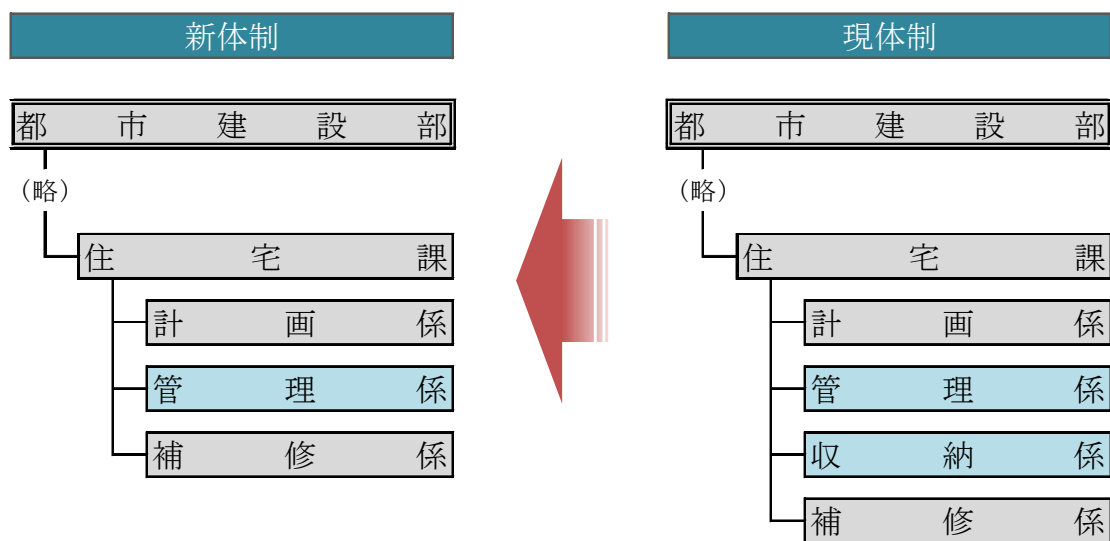 新体制
都市建設部
（略）
住宅課
計画係
管理係
補修係
現体制
都市建設部
（略）
住宅課
計画係
管理係
収納係
補修係